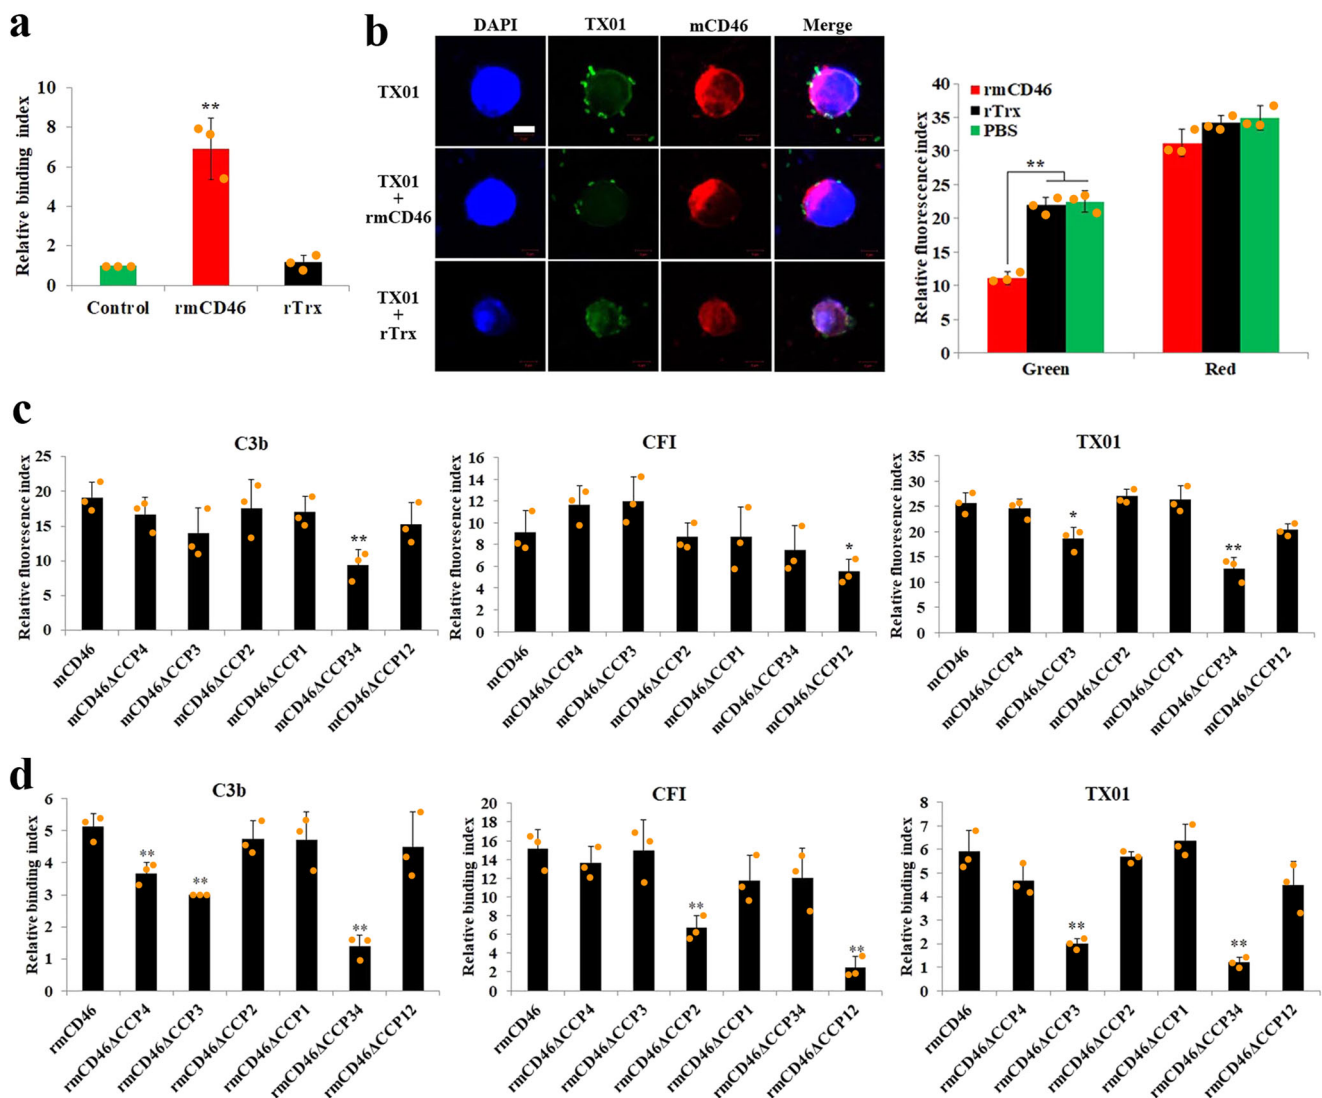 a
Relative binding index
10
8
6
4
2
0
**
Control
rmCD46
rTrx
b
DAPI
TX01
mCD46
Merge
TX01
TX01
+
rmCD46
TX01
+
rTrx
Relative fluorescence index
40
35
30
25
20
15
10
5
0
rmCD46
rTrx
PBS
**
Green
Red
c
C3b
Relative fluoresence index
25
20
15
10
5
0
**
mCD46
mCD46ΔCCP4
mCD46ΔCCP3
mCD46ΔCCP2
mCD46ΔCCP1
mCD46ΔCCP34
mCD46ΔCCP12
CFI
Relative fluoresence index
16
14
12
10
8
6
4
2
0
*
mCD46
mCD46ΔCCP4
mCD46ΔCCP3
mCD46ΔCCP2
mCD46ΔCCP1
mCD46ΔCCP34
mCD46ΔCCP12
TX01
Relative fluoresence index
35
30
25
20
15
10
5
0
*
**
mCD46
mCD46ΔCCP4
mCD46ΔCCP3
mCD46ΔCCP2
mCD46ΔCCP1
mCD46ΔCCP34
mCD46ΔCCP12
d
C3b
Relative binding index
6
5
4
3
2
1
0
**
**
**
rmCD46
rmCD46ΔCCP4
rmCD46ΔCCP3
rmCD46ΔCCP2
rmCD46ΔCCP1
rmCD46ΔCCP34
rmCD46ΔCCP12
CFI
Relative binding index
20
18
16
14
12
10
8
6
4
2
0
**
**
rmCD46
rmCD46ΔCCP4
rmCD46ΔCCP3
rmCD46ΔCCP2
rmCD46ΔCCP1
rmCD46ΔCCP34
rmCD46ΔCCP12
TX01
Relative binding index
8
7
6
5
4
3
2
1
0
**
**
rmCD46
rmCD46ΔCCP4
rmCD46ΔCCP3
rmCD46ΔCCP2
rmCD46ΔCCP1
rmCD46ΔCCP34
rmCD46ΔCCP12